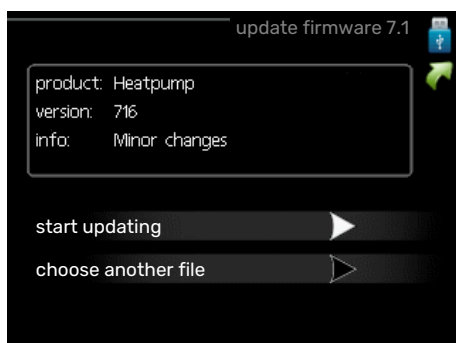 update firmware 7.1
product: Heatpump
version: 716
info: Minor changes
start updating
choose another file